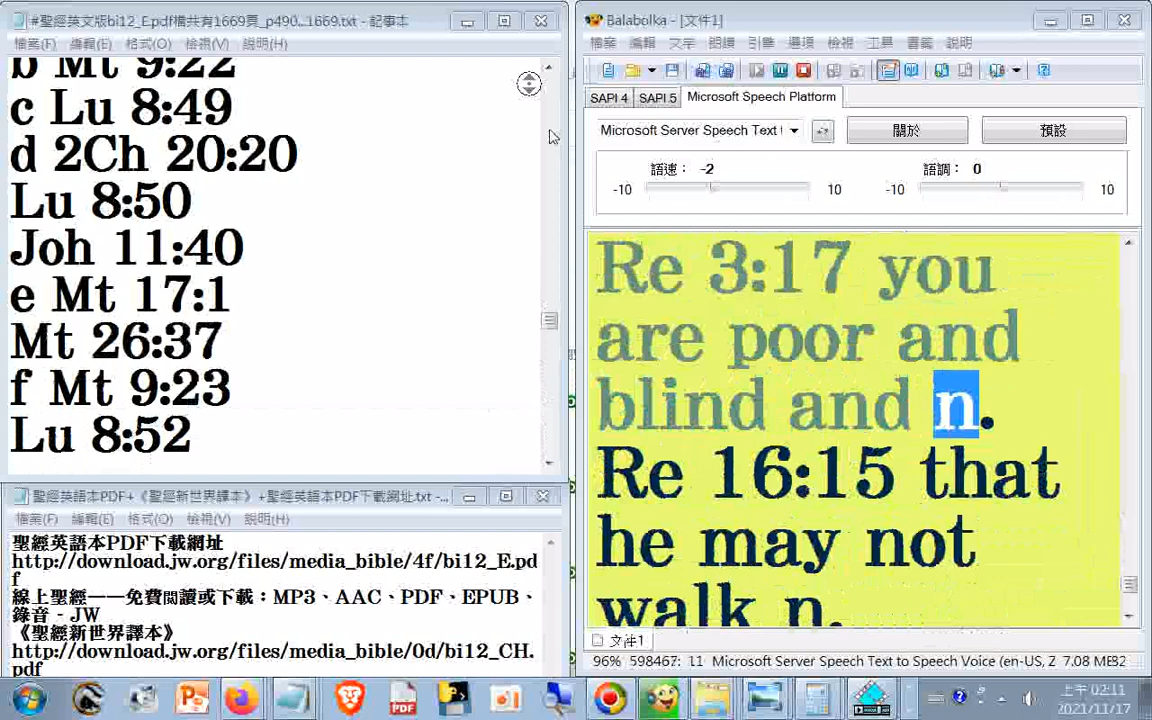 #聖經英文版bi12_E.pdf橫共有1669頁_p490...1669.txt - 記事本
檔案(F) 編輯(E) 格式(O) 檢視(V) 說明(H)
b Mt 9:22
c Lu 8:49
d 2Ch 20:20
Lu 8:50
Joh 11:40
e Mt 17:1
Mt 26:37
f Mt 9:23
Lu 8:52
聖經英語本PDF+《聖經新世界譯本》+聖經英語本PDF下載網址.txt -...
檔案(F) 編輯(E) 格式(O) 檢視(V) 說明(H)
聖經英語本PDF下載網址
http://download.jw.org/files/media_bible/4f/bi12_E.pd
f
線上聖經——免費閱讀或下載：MP3、AAC、PDF、EPUB、
錄音 - JW
《聖經新世界譯本》
http://download.jw.org/files/media_bible/0d/bi12_CH.
pdf
Balabolka - [文件1]
檔案 編輯 文字 朗讀 引擎 選項 檢視 工具 書籤 說明
SAPI 4 SAPI 5 Microsoft Speech Platform
Microsoft Server Speech Text 關於 預設
語速： -2 語調： 0
-10 10 -10 10
Re 3:17 you
are poor and
blind and n.
Re 16:15 that
he may not
walk n.
文件1
96% 598467: 11 Microsoft Server Speech Text to Speech Voice (en-US, Z 7.08 MB
上午 02:11
2021/11/17